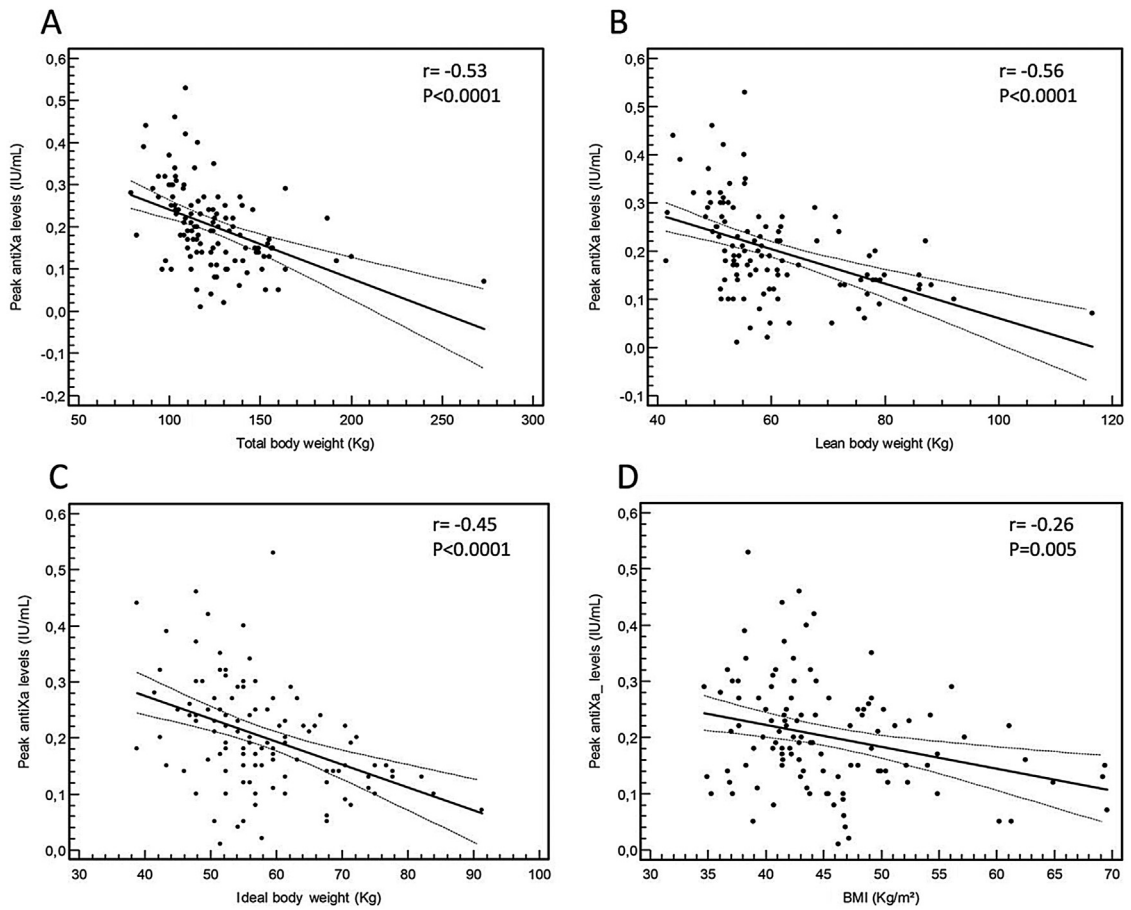 A
r= -0.53
P<0.0001
Peak antiXa levels (IU/mL)
0,6
0,5
0,4
0,3
0,2
0,1
0,0
-0,1
-0,2
50 100 150 200 250 300
Total body weight (Kg)
B
r= -0.56
P<0.0001
Peak antiXa levels (IU/mL)
0,6
0,5
0,4
0,3
0,2
0,1
0,0
-0,1
40 60 80 100 120
Lean body weight (Kg)
C
r= -0.45
P<0.0001
Peak antiXa levels (IU/mL)
0,6
0,5
0,4
0,3
0,2
0,1
0,0
30 40 50 60 70 80 90 100
Ideal body weight (Kg)
D
r= -0.26
P=0.005
Peak antiXa_ levels (IU/mL)
0,6
0,5
0,4
0,3
0,2
0,1
0,0
30 35 40 45 50 55 60 65 70
BMI (Kg/m²)